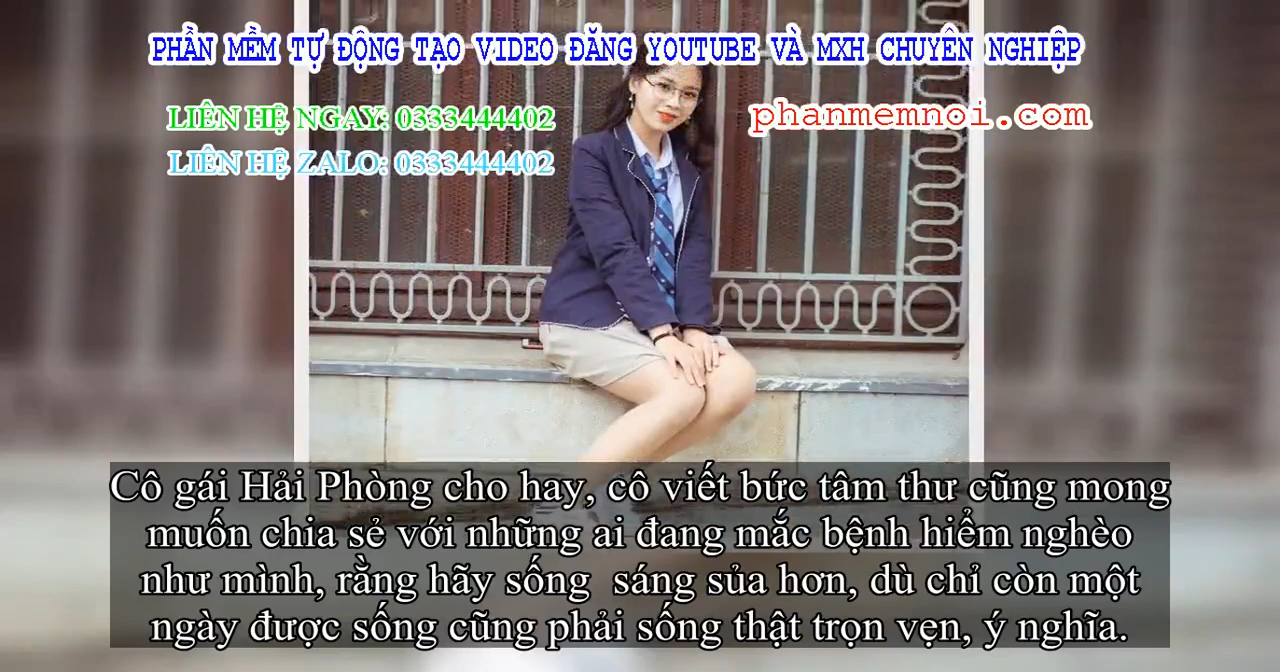 PHẦN MỀM TỰ ĐỘNG TẠO VIDEO ĐĂNG YOUTUBE VÀ MXH CHUYÊN NGHIỆP
LIÊN HỆ NGAY: 0333444402
phanmemnoi.com
LIÊN HỆ ZALO: 0333444402
Cô gái Hải Phòng cho hay, cô viết bức tâm thư cũng mong
muốn chia sẻ với những ai đang mắc bệnh hiểm nghèo
như mình, rằng hãy sống sáng sủa hơn, dù chỉ còn một
ngày được sống cũng phải sống thật trọn vẹn, ý nghĩa.